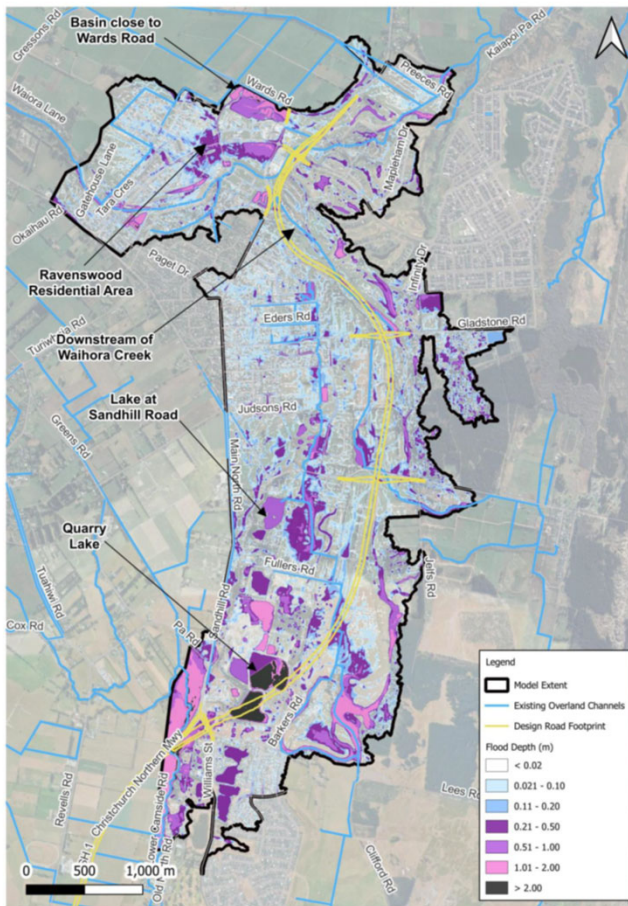 Basin close to
Wards Road
Gressons Rd
Kaiapoi Pa Rd
Preeces Rd
Wards Rd
Waiora Lane
Gatehouse Lane
Tara Cres
Mapleham Dr
Okaihau Rd
Ravenswood
Residential Area
Paget Dr
Infinity Dr
Eders Rd
Gladstone Rd
Downstream of
Waihora Creek
Lake at
Sandhill Road
Judsons Rd
Greens Rd
Main North Rd
Quarry
Lake
Fullers Rd
Jelfs Rd
Tuahiwi Rd
Sandhill Rd
Cox Rd
Pa Rd
Barkers Rd
Williams St
Christchurch Northern Mwy
SH 1
Revells Rd
Lower Camside Rd
Old North Rd
Lees Rd
Clifford Rd
0 500 1,000 m
Legend
Model Extent
Existing Overland Channels
Design Road Footprint
Flood Depth (m)
< 0.02
0.021 - 0.10
0.11 - 0.20
0.21 - 0.50
0.51 - 1.00
1.01 - 2.00
> 2.00